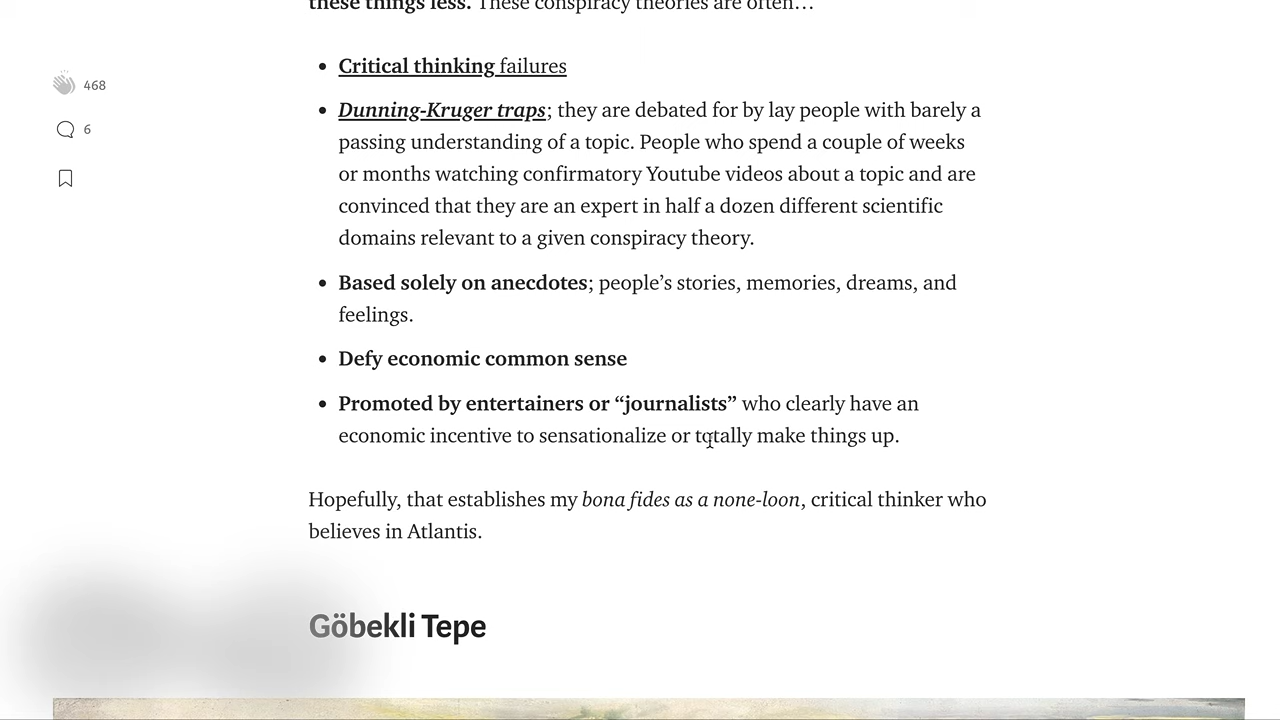 these things less. These conspiracy theories are often…
468
Critical thinking failures
Dunning-Kruger traps; they are debated for by lay people with barely a
6
passing understanding of a topic. People who spend a couple of weeks
or months watching confirmatory Youtube videos about a topic and are
convinced that they are an expert in half a dozen different scientific
domains relevant to a given conspiracy theory.
Based solely on anecdotes; people’s stories, memories, dreams, and
feelings.
Defy economic common sense
Promoted by entertainers or “journalists” who clearly have an
economic incentive to sensationalize or totally make things up.
Hopefully, that establishes my bona fides as a none-loon, critical thinker who
believes in Atlantis.
Göbekli Tepe